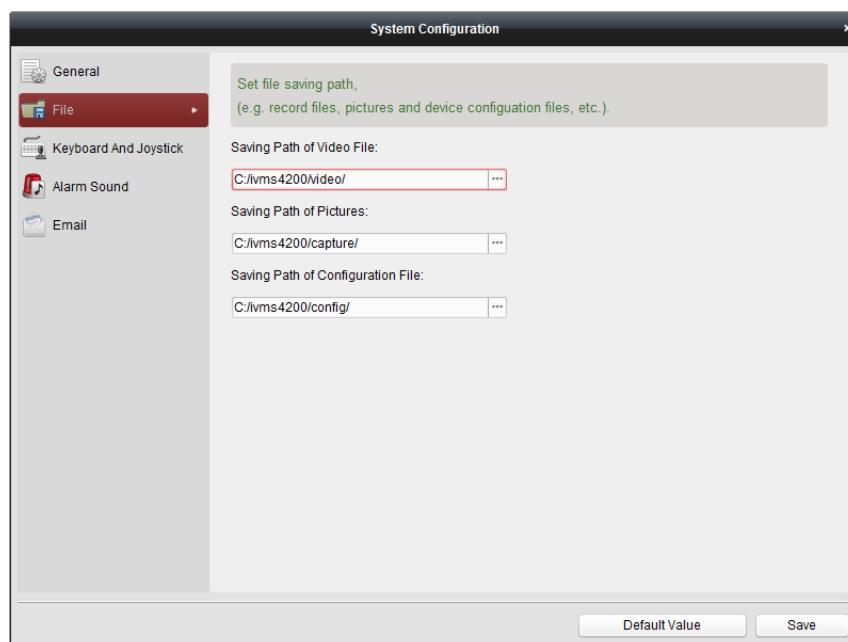 System Configuration
General
File
Keyboard And Joystick
Alarm Sound
Email
Set file saving path,
(e.g. record files, pictures and device configuation files, etc.).
Saving Path of Video File:
C:/ivms4200/video/
Saving Path of Pictures:
C:/ivms4200/capture/
Saving Path of Configuration File:
C:/ivms4200/config/
Default Value
Save